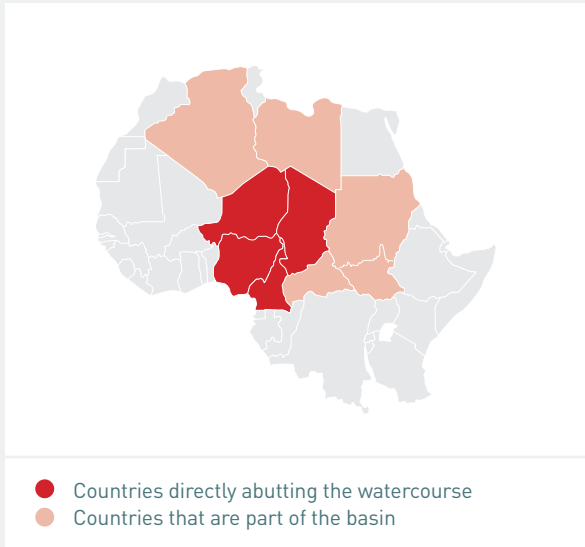 Countries directly abutting the watercourse
Countries that are part of the basin